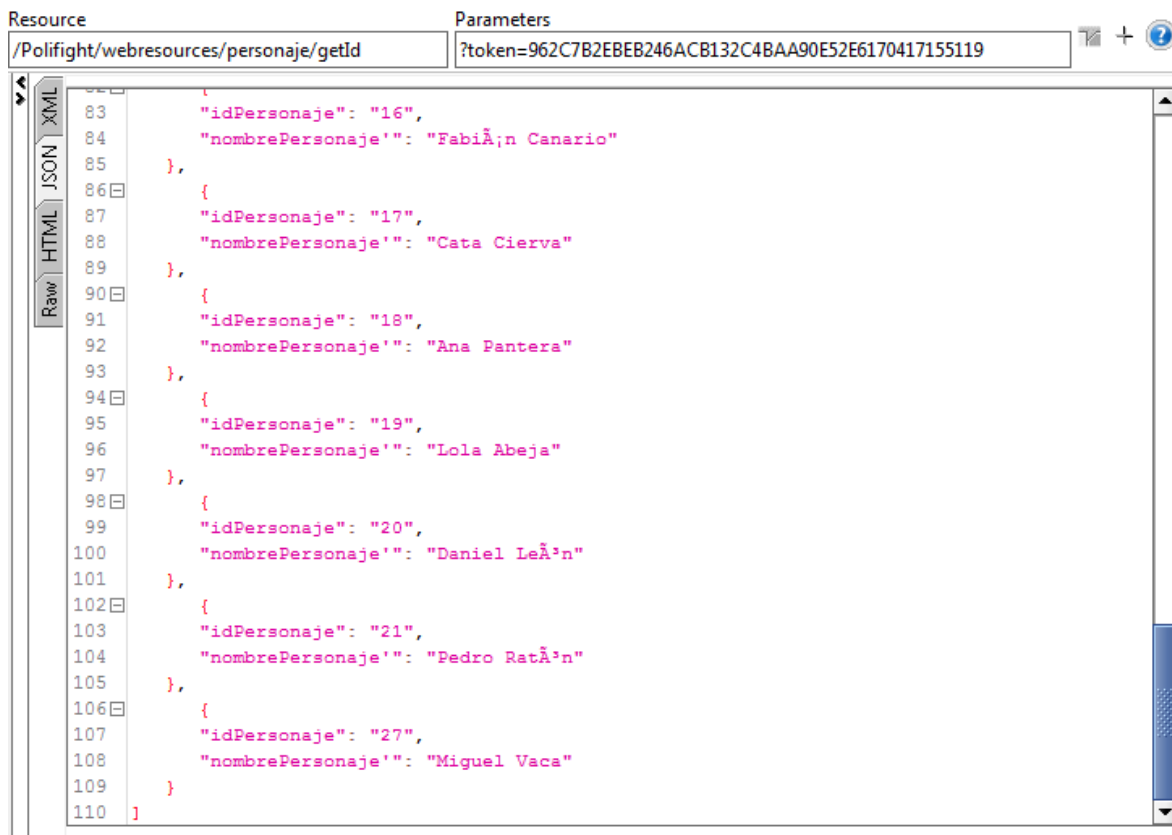 Resource Parameters
/Polifight/webresources/personaje/getId ?token=962C7B2EBEB246ACB132C4BAA90E52E6170417155119
XML
JSON
HTML
Raw
82 {
83 "idPersonaje": "16",
84 "nombrePersonaje'": "FabiÃ¡n Canario"
85 },
86 {
87 "idPersonaje": "17",
88 "nombrePersonaje'": "Cata Cierva"
89 },
90 {
91 "idPersonaje": "18",
92 "nombrePersonaje'": "Ana Pantera"
93 },
94 {
95 "idPersonaje": "19",
96 "nombrePersonaje'": "Lola Abeja"
97 },
98 {
99 "idPersonaje": "20",
100 "nombrePersonaje'": "Daniel LeÃ³n"
101 },
102 {
103 "idPersonaje": "21",
104 "nombrePersonaje'": "Pedro RatÃ³n"
105 },
106 {
107 "idPersonaje": "27",
108 "nombrePersonaje'": "Miguel Vaca"
109 }
110 ]